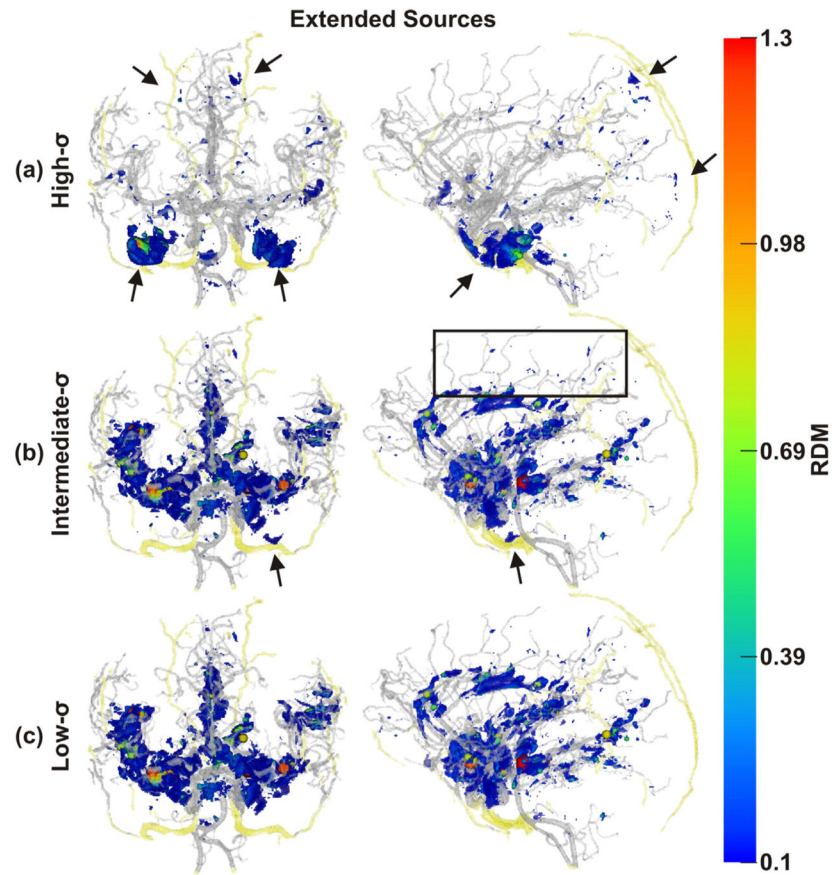 Extended Sources
(a) High-σ
(b) Intermediate-σ
(c) Low-σ
1.3
0.98
0.69
0.39
0.1
RDM